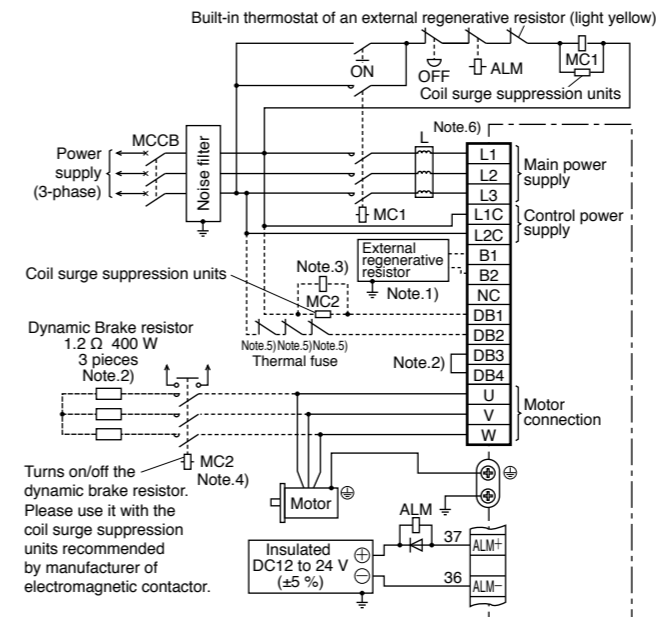 Built-in thermostat of an external regenerative resistor (light yellow)
ON
OFF
ALM
MC1
Coil surge suppression units
Note.6)
L
MCCB
Power
supply
(3-phase)
Noise filter
MC1
L1
L2
L3
L1C
L2C
B1
B2
NC
DB1
DB2
DB3
DB4
U
V
W
Main power
supply
Control power
supply
External
regenerative
resistor
Note.1)
Coil surge suppression units
Note.3)
MC2
Note.5) Note.5) Note.5)
Thermal fuse
Note.2)
Dynamic Brake resistor
1.2 Ω 400 W
3 pieces
Note.2)
Motor
connection
MC2
Note.4)
Turns on/off the
dynamic brake resistor.
Please use it with the
coil surge suppression
units recommended
by manufacturer of
electromagnetic contactor.
Motor
ALM
37
ALM+
36
ALM−
Insulated
DC12 to 24 V
(±5 %)